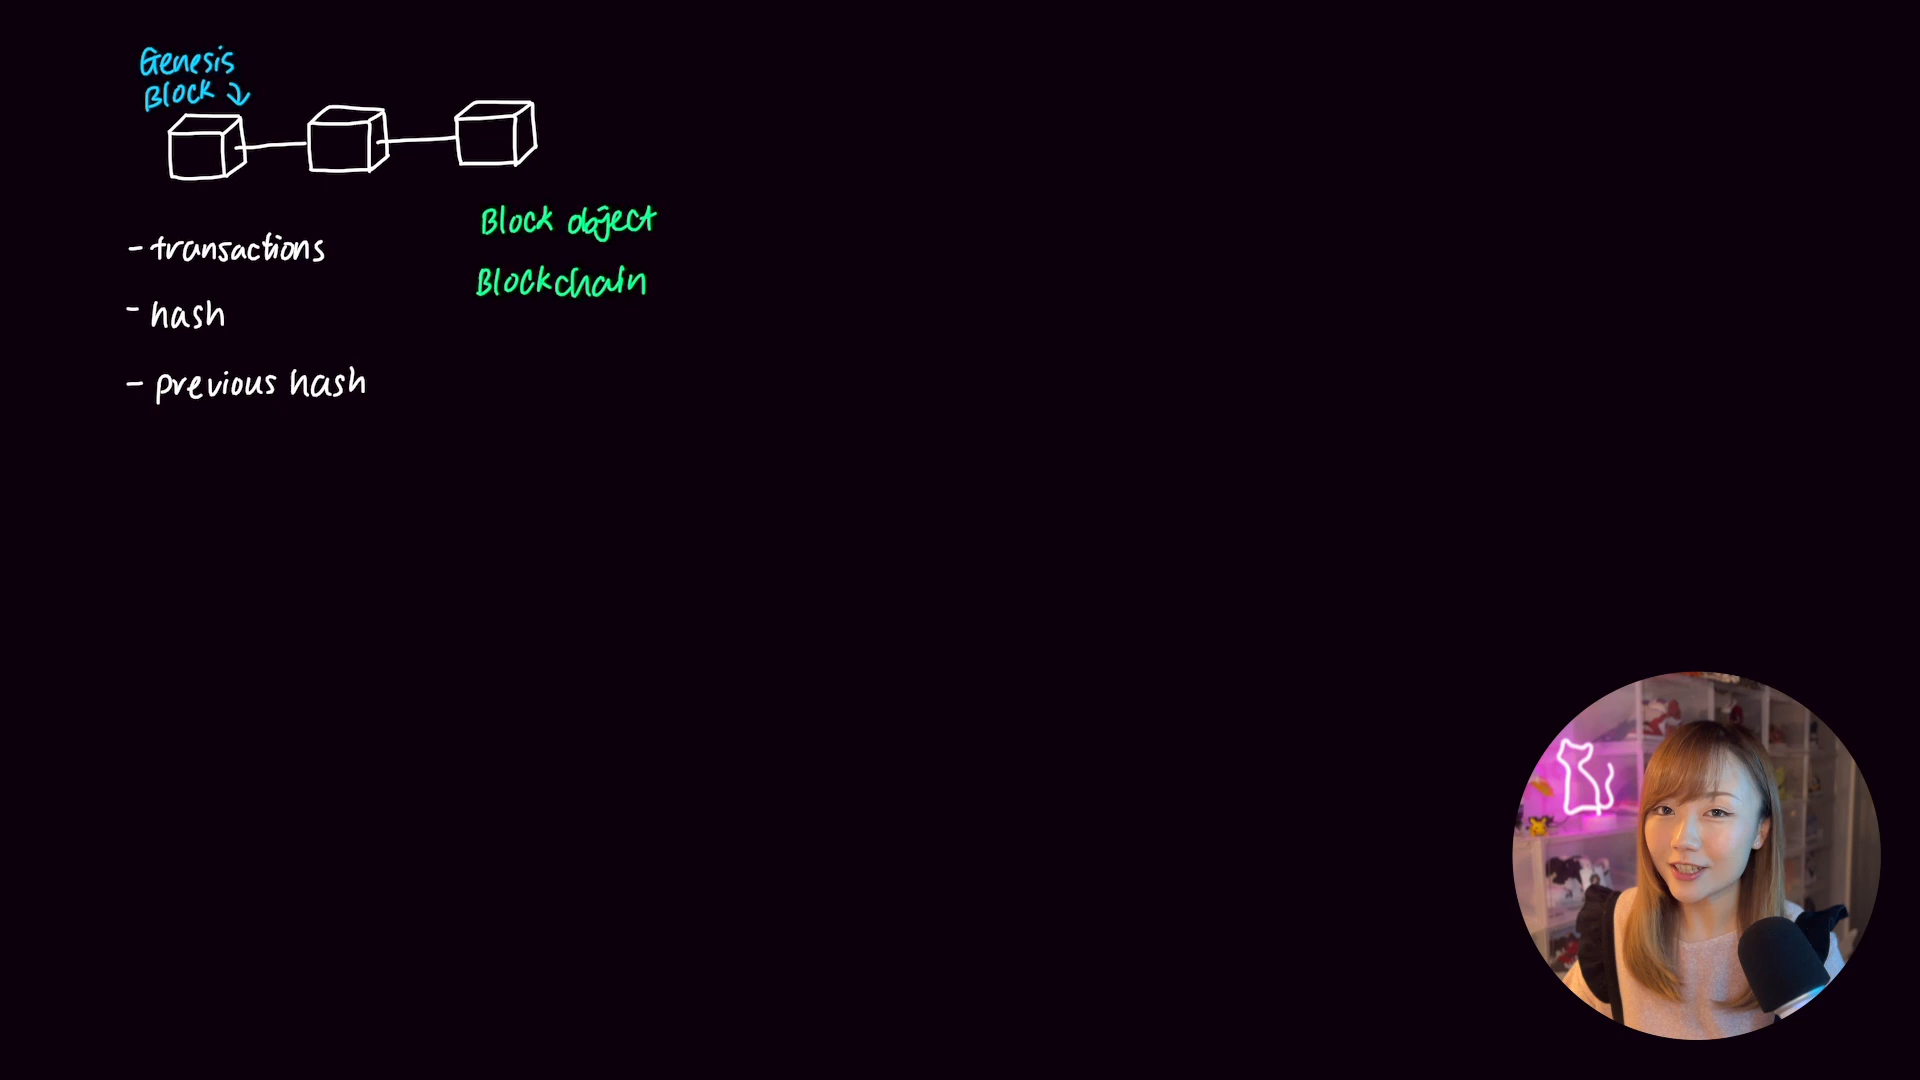 Genesis
Block
- transactions
- hash
- previous hash
Block object
Blockchain